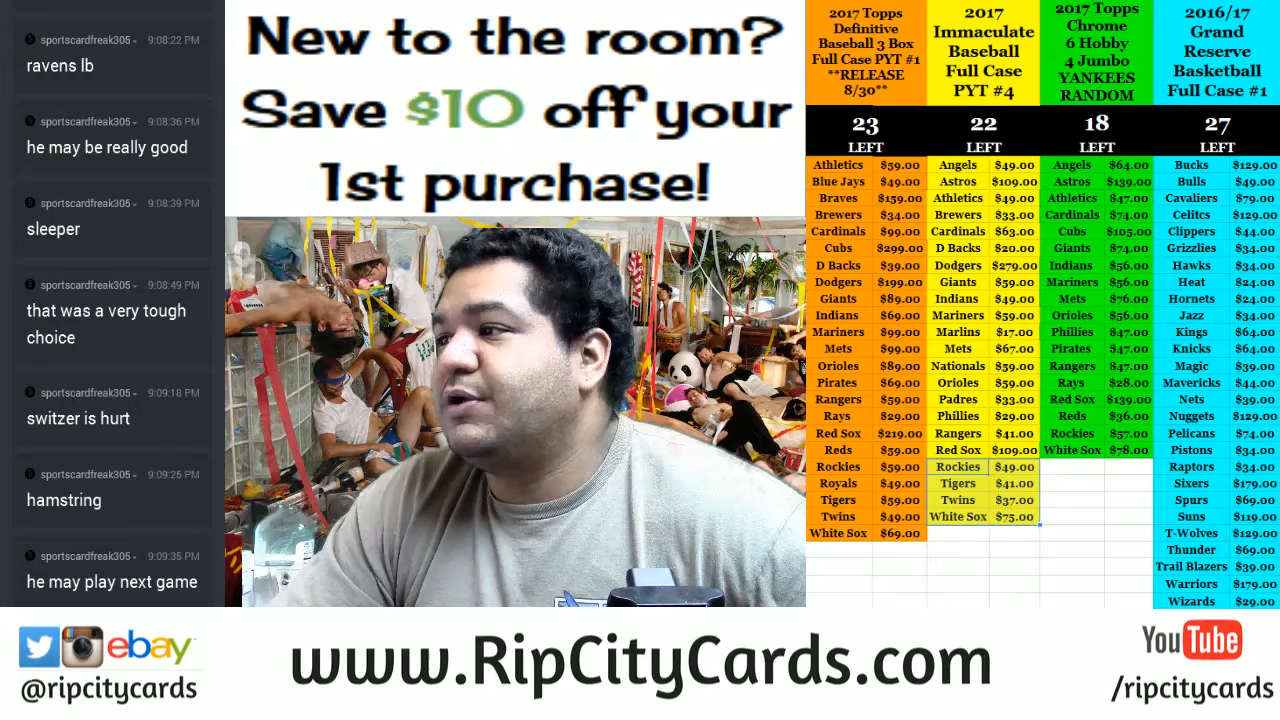 sportscardfreak305 9:08:22 PM
ravens lb
sportscardfreak305 9:08:36 PM
he may be really good
sportscardfreak305 9:08:39 PM
sleeper
sportscardfreak305 9:08:49 PM
that was a very tough
choice
sportscardfreak305 9:09:18 PM
switzer is hurt
sportscardfreak305 9:09:25 PM
hamstring
sportscardfreak305 9:09:35 PM
he may play next game
New to the room?
Save $10 off your
1st purchase!
2017 Topps
Definitive
Baseball 3 Box
Full Case PYT #1
**RELEASE
8/30**
23
LEFT
Athletics $59.00
Blue Jays $49.00
Braves $159.00
Brewers $34.00
Cardinals $99.00
Cubs $299.00
D Backs $39.00
Dodgers $199.00
Giants $89.00
Indians $69.00
Mariners $99.00
Mets $99.00
Orioles $89.00
Pirates $69.00
Rangers $59.00
Rays $29.00
Red Sox $219.00
Reds $59.00
Rockies $59.00
Royals $49.00
Tigers $59.00
Twins $49.00
White Sox $69.00
2017
Immaculate
Baseball
Full Case
PYT #4
22
LEFT
Angels $49.00
Astros $109.00
Athletics $49.00
Brewers $33.00
Cardinals $63.00
D Backs $20.00
Dodgers $279.00
Giants $59.00
Indians $49.00
Mariners $59.00
Marlins $17.00
Mets $67.00
Nationals $59.00
Orioles $59.00
Padres $33.00
Phillies $29.00
Rangers $41.00
Red Sox $109.00
Rockies $49.00
Tigers $41.00
Twins $37.00
White Sox $75.00
2017 Topps
Chrome
6 Hobby
4 Jumbo
YANKEES
RANDOM
18
LEFT
Angels $64.00
Astros $139.00
Athletics $47.00
Cardinals $74.00
Cubs $105.00
Giants $74.00
Indians $56.00
Mariners $56.00
Mets $76.00
Orioles $56.00
Phillies $47.00
Pirates $47.00
Rangers $47.00
Rays $28.00
Red Sox $139.00
Reds $36.00
Rockies $57.00
White Sox $78.00
2016/17
Grand
Reserve
Basketball
Full Case #1
27
LEFT
Bucks $129.00
Bulls $49.00
Cavaliers $79.00
Celitcs $129.00
Clippers $44.00
Grizzlies $34.00
Hawks $34.00
Heat $24.00
Hornets $24.00
Jazz $34.00
Kings $64.00
Knicks $64.00
Magic $39.00
Mavericks $44.00
Nets $39.00
Nuggets $129.00
Pelicans $74.00
Pistons $34.00
Raptors $34.00
Sixers $179.00
Spurs $69.00
Suns $119.00
T-Wolves $129.00
Thunder $69.00
Trail Blazers $39.00
Warriors $179.00
Wizards $29.00
ebay
@ripcitycards
www.RipCityCards.com
YouTube
/ripcitycards